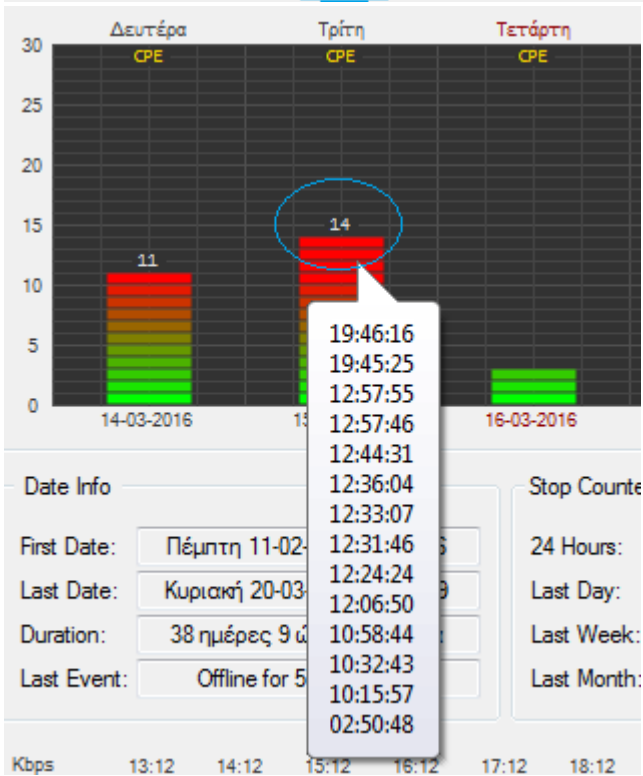 Δευτέρα Τρίτη Τετάρτη
30 CPE CPE CPE
25
20
15 14
11
10
5
0
14-03-2016 16-03-2016
19:46:16
19:45:25
12:57:55
12:57:46
12:44:31
12:36:04
12:33:07
12:31:46
12:24:24
12:06:50
10:58:44
10:32:43
10:15:57
02:50:48
Date Info
First Date: Πέμπτη 11-02-
Last Date: Κυριακή 20-03-
Duration: 38 ημέρες 9
Last Event: Offline for 5
Stop Counte
24 Hours:
Last Day:
Last Week:
Last Month:
Kbps 13:12 14:12 15:12 16:12 17:12 18:12